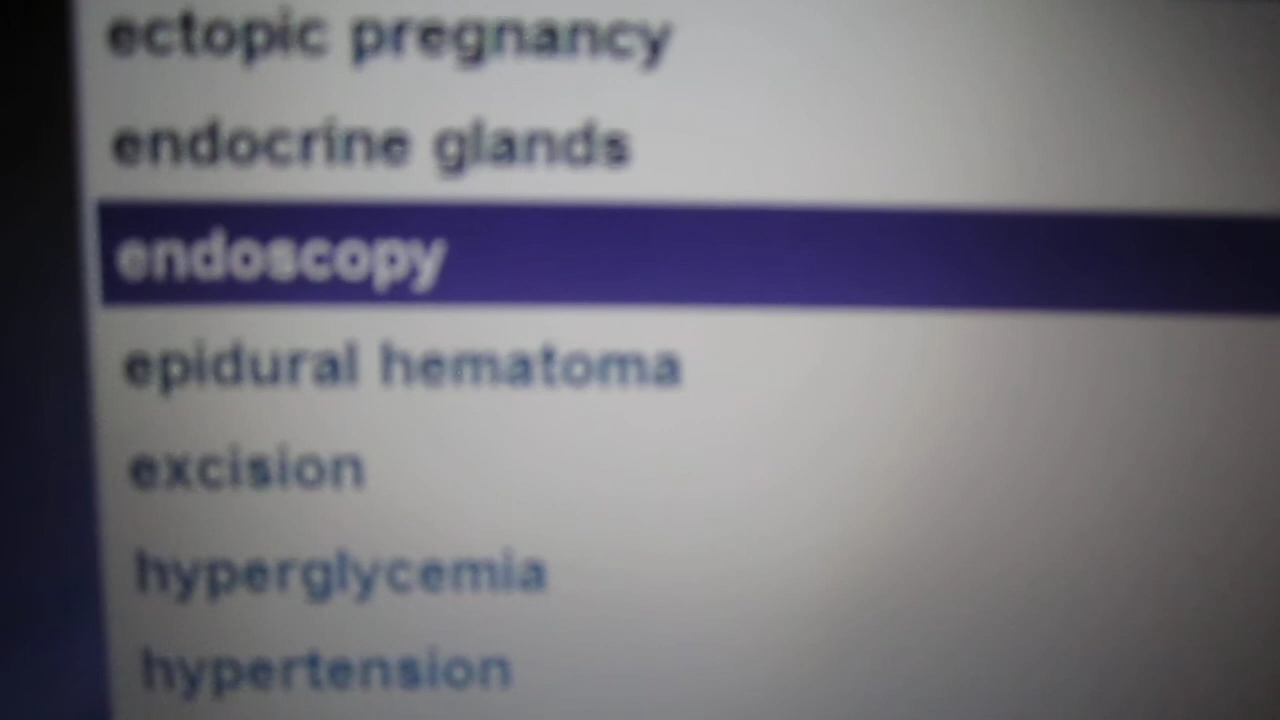 ectopic pregnancy
endocrine glands
endoscopy
epidural hematoma
excision
hyperglycemia
hypertension